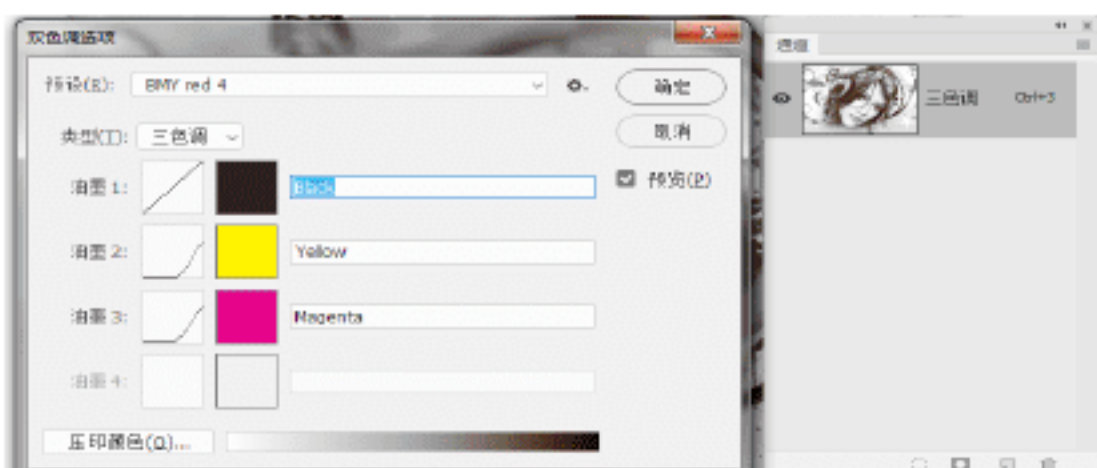 双色调选项
预设(R): BMY red 4
确定
类型(T): 三色调
取消
油墨 1: Black
预览(P)
油墨 2: Yellow
油墨 3: Magenta
油墨 4:
压印颜色(O)...
通道
三色调 Ctrl+3